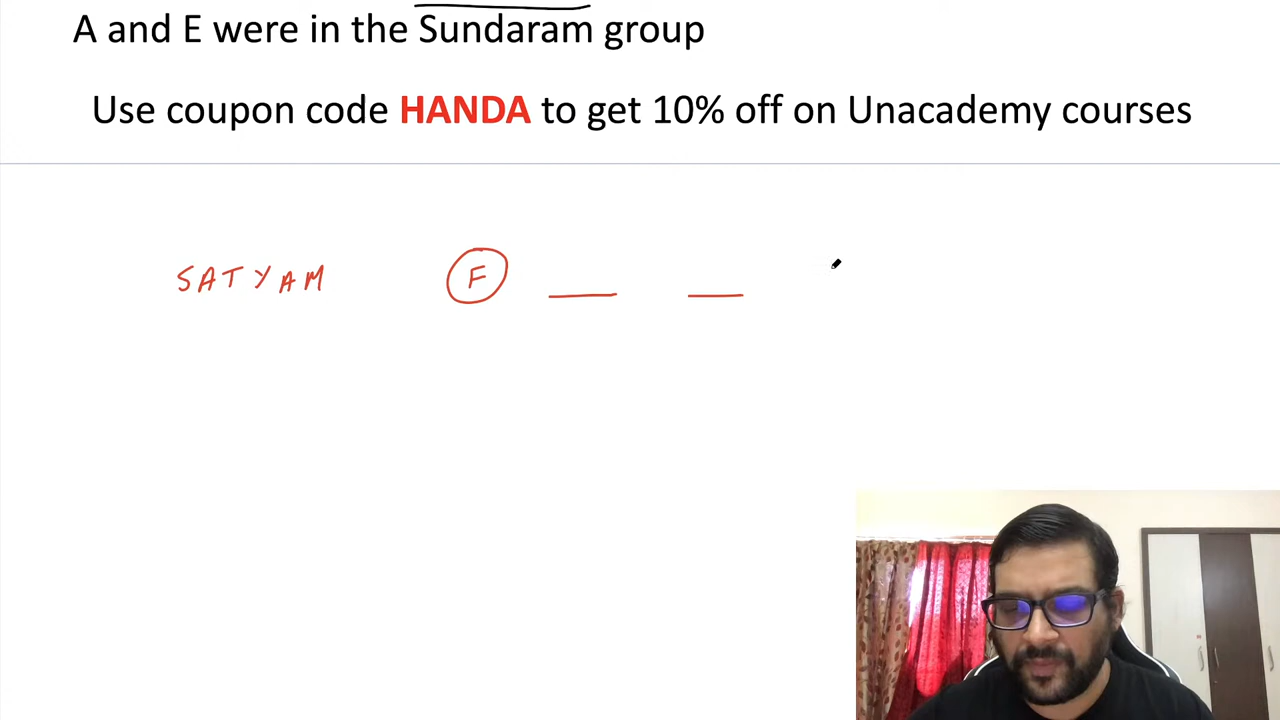 A and E were in the Sundaram group
Use coupon code HANDA to get 10% off on Unacademy courses
SATYAM F